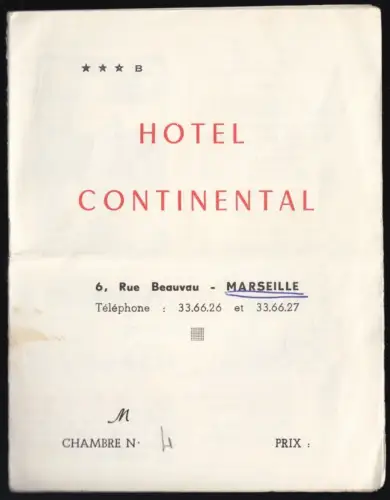 ★ ★ ★ B
HOTEL
CONTINENTAL
6, Rue Beauvau - MARSEILLE
Téléphone : 33.66.26 et 33.66.27
M
CHAMBRE N· 4 PRIX :